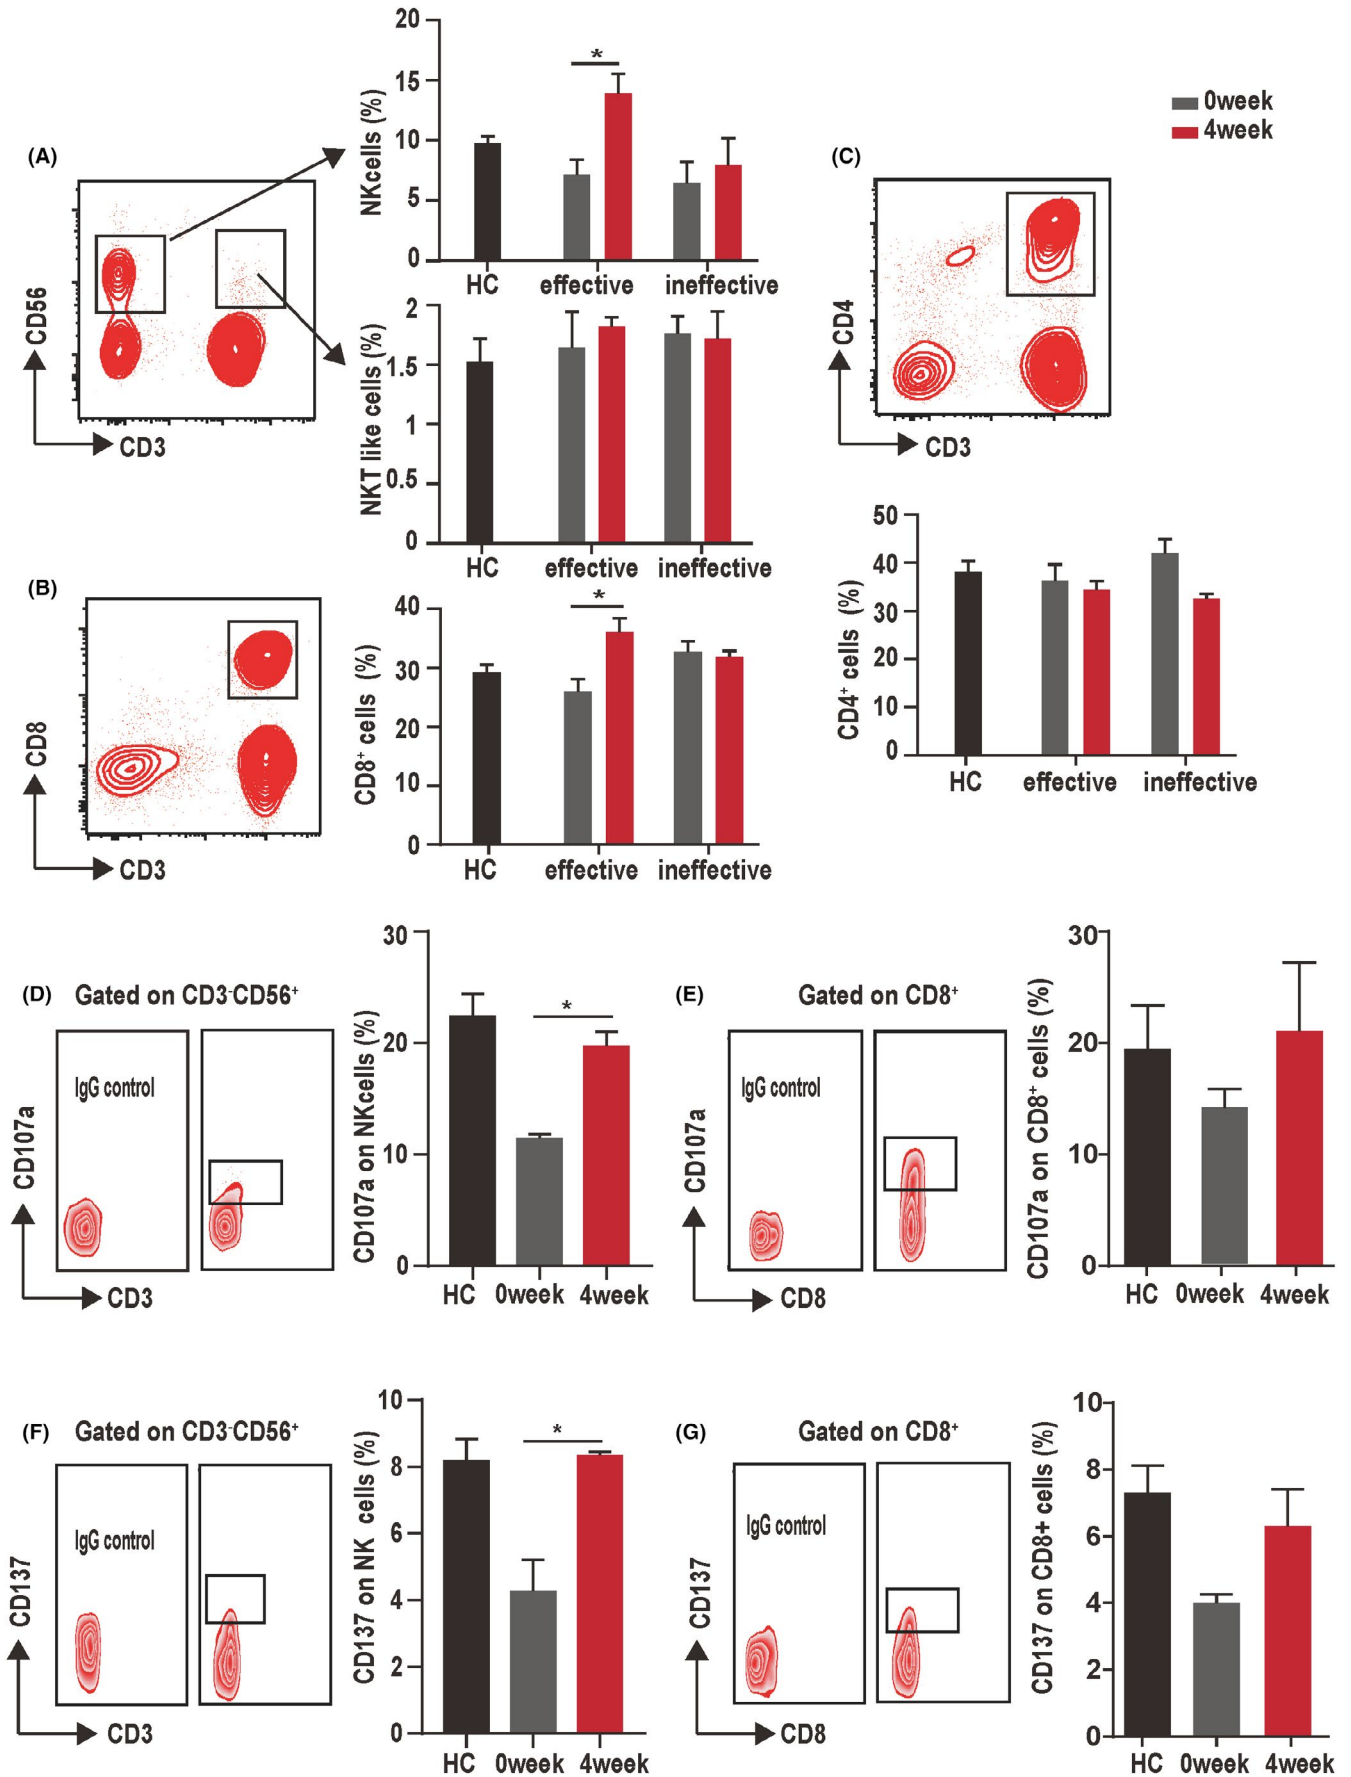 0week
4week
(A)
CD56
CD3
NKcells (%)
20
15
10
5
0
HC effective ineffective
NKT like cells (%)
2
1.5
1
0.5
0
HC effective ineffective
(B)
CD8
CD3
CD8+ cells (%)
40
30
20
10
0
HC effective ineffective
(C)
CD4
CD3
CD4+ cells (%)
50
40
30
20
10
0
HC effective ineffective
*
*
(D) Gated on CD3-CD56+
IgG control
CD107a
CD3
CD107a on NKcells (%)
30
20
10
0
*
HC 0week 4week
(E) Gated on CD8+
IgG control
CD107a
CD8
CD107a on CD8+ cells (%)
30
20
10
0
HC 0week 4week
(F) Gated on CD3-CD56+
IgG control
CD137
CD3
CD137 on NK cells (%)
10
8
6
4
2
0
*
HC 0week 4week
(G) Gated on CD8+
IgG control
CD137
CD8
CD137 on CD8+ cells (%)
10
8
6
4
2
0
HC 0week 4week